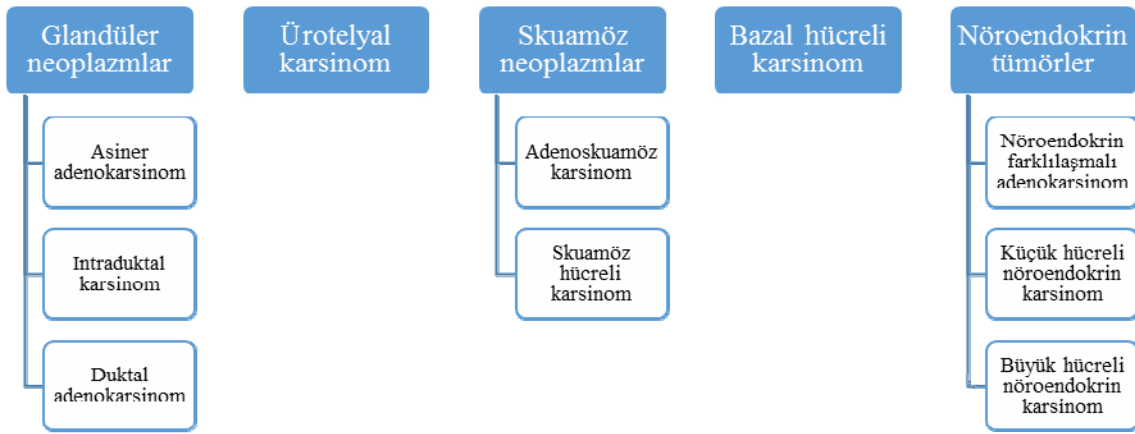 Glandüler
neoplazmlar
Asiner
adenokarsinom
Intraduktal
karsinom
Duktal
adenokarsinom
Ürotelyal
karsinom
Skuamöz
neoplazmlar
Adenoskuamöz
karsinom
Skuamöz
hücreli
karsinom
Bazal hücreli
karsinom
Nöroendokrin
tümörler
Nöroendokrin
farklılaşmalı
adenokarsinom
Küçük hücreli
nöroendokrin
karsinom
Büyük hücreli
nöroendokrin
karsinom